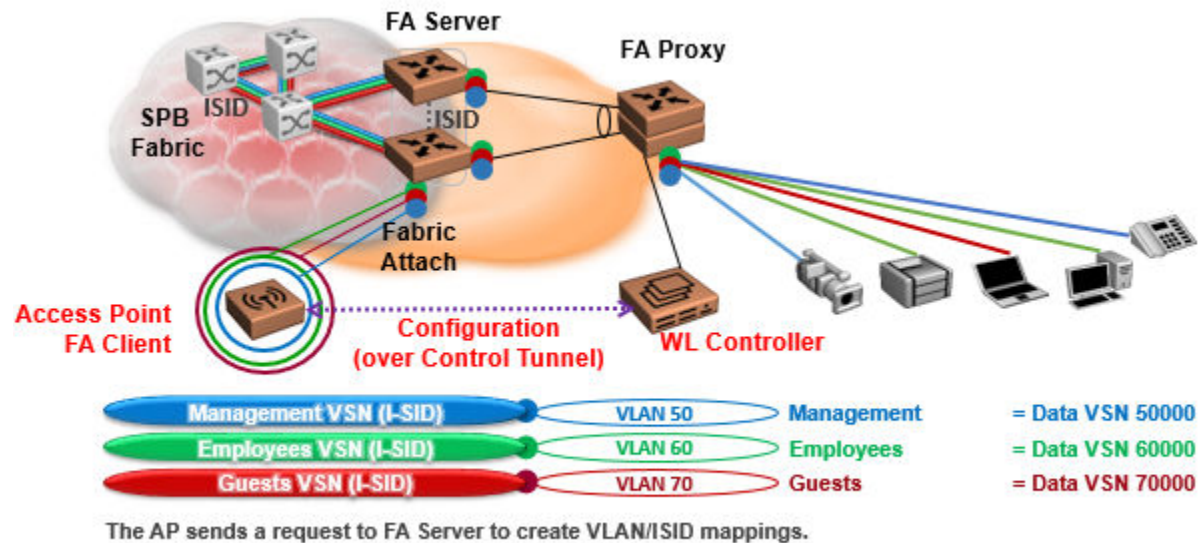 FA Server
FA Proxy
ISID
SPB
Fabric
ISID
Fabric
Attach
Access Point
FA Client
Configuration
(over Control Tunnel)
WL Controller
Management VSN (I-SID) VLAN 50 Management = Data VSN 50000
Employees VSN (I-SID) VLAN 60 Employees = Data VSN 60000
Guests VSN (I-SID) VLAN 70 Guests = Data VSN 70000
The AP sends a request to FA Server to create VLAN/ISID mappings.